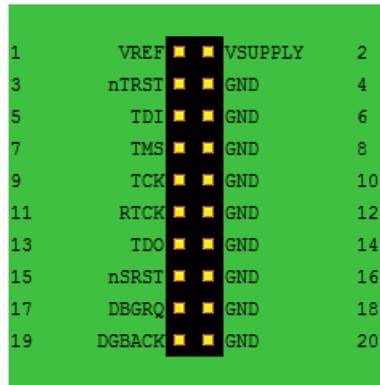 1 VREF VSUPPLY 2
3 nTRST GND 4
5 TDI GND 6
7 TMS GND 8
9 TCK GND 10
11 RTCK GND 12
13 TDO GND 14
15 nSRST GND 16
17 DBGRQ GND 18
19 DGBACK GND 20